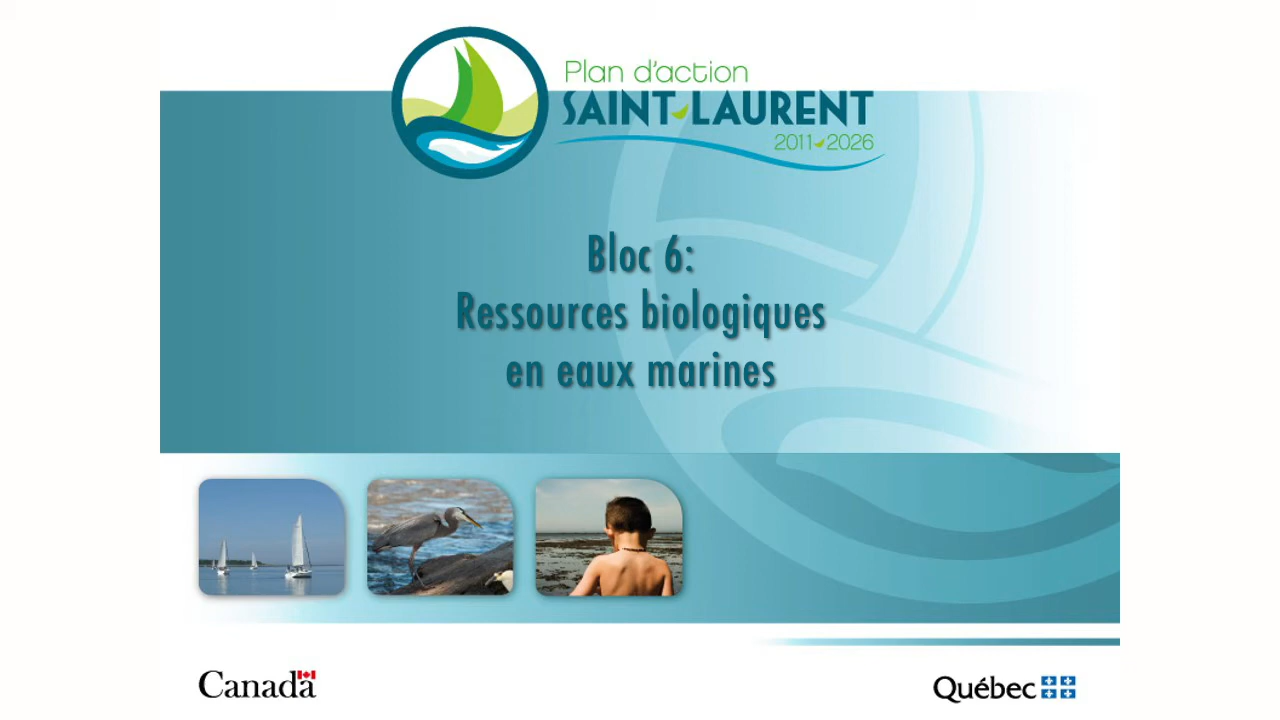 Plan d'action
SAINT-LAURENT
2011-2026
Bloc 6:
Ressources biologiques
en eaux marines
Canada
Québec